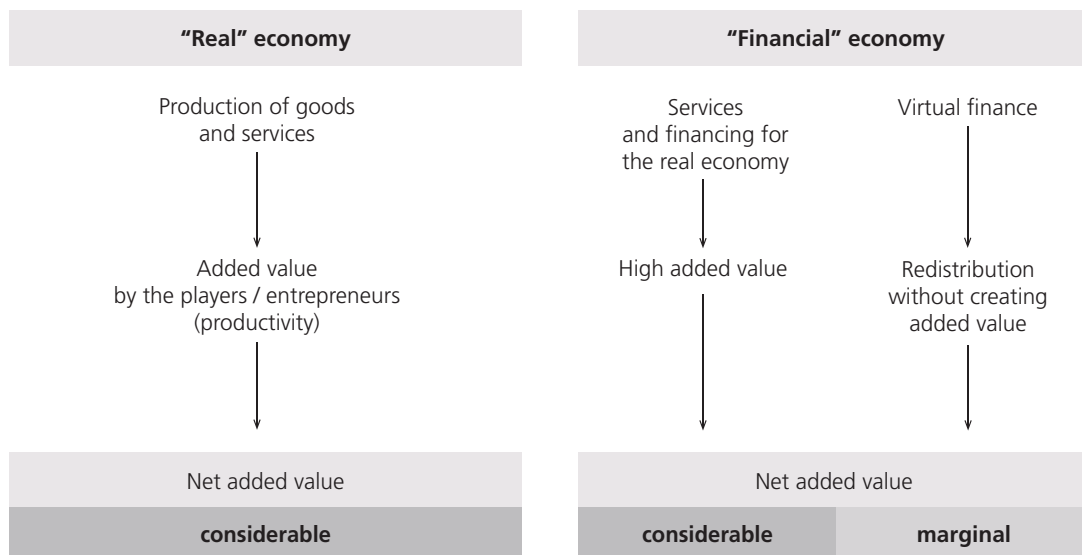 “Real” economy
Production of goods
and services
Added value
by the players / entrepreneurs
(productivity)
Net added value
considerable
“Financial” economy
Services
and financing for
the real economy
High added value
Virtual finance
Redistribution
without creating
added value
Net added value
considerable
marginal